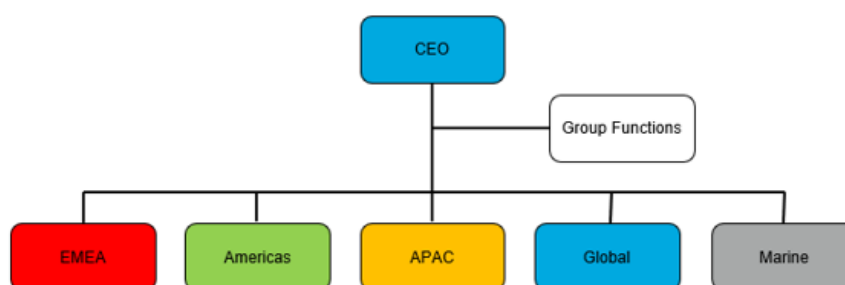 CEO
Group Functions
EMEA
Americas
APAC
Global
Marine